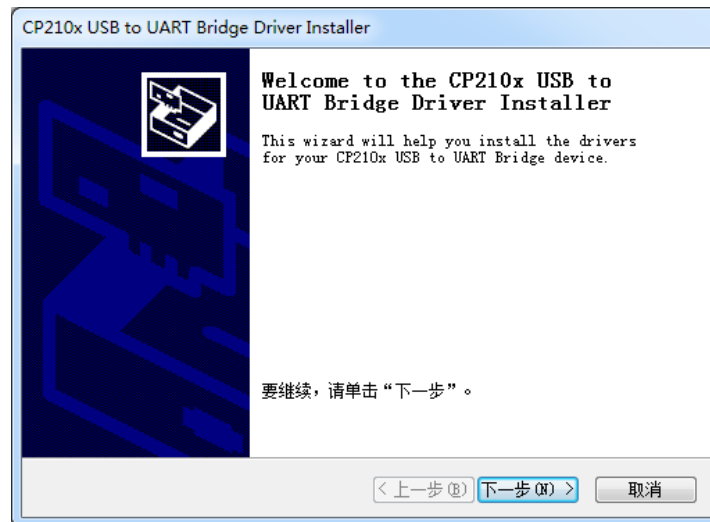 CP210x USB to UART Bridge Driver Installer
Welcome to the CP210x USB to
UART Bridge Driver Installer
This wizard will help you install the drivers
for your CP210x USB to UART Bridge device.
要继续，请单击“下一步”。
< 上一步(B) 下一步(N) > 取消